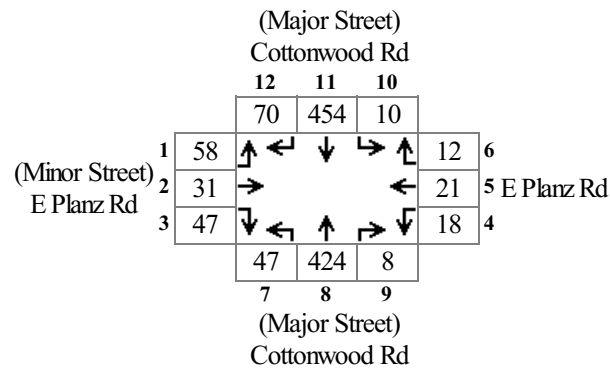 (Major Street)
Cottonwood Rd
12 11 10
70 454 10
1 58 12 6
(Minor Street)
E Planz Rd
2 31 21 5 E Planz Rd
3 47 18 4
47 424 8
7 8 9
(Major Street)
Cottonwood Rd